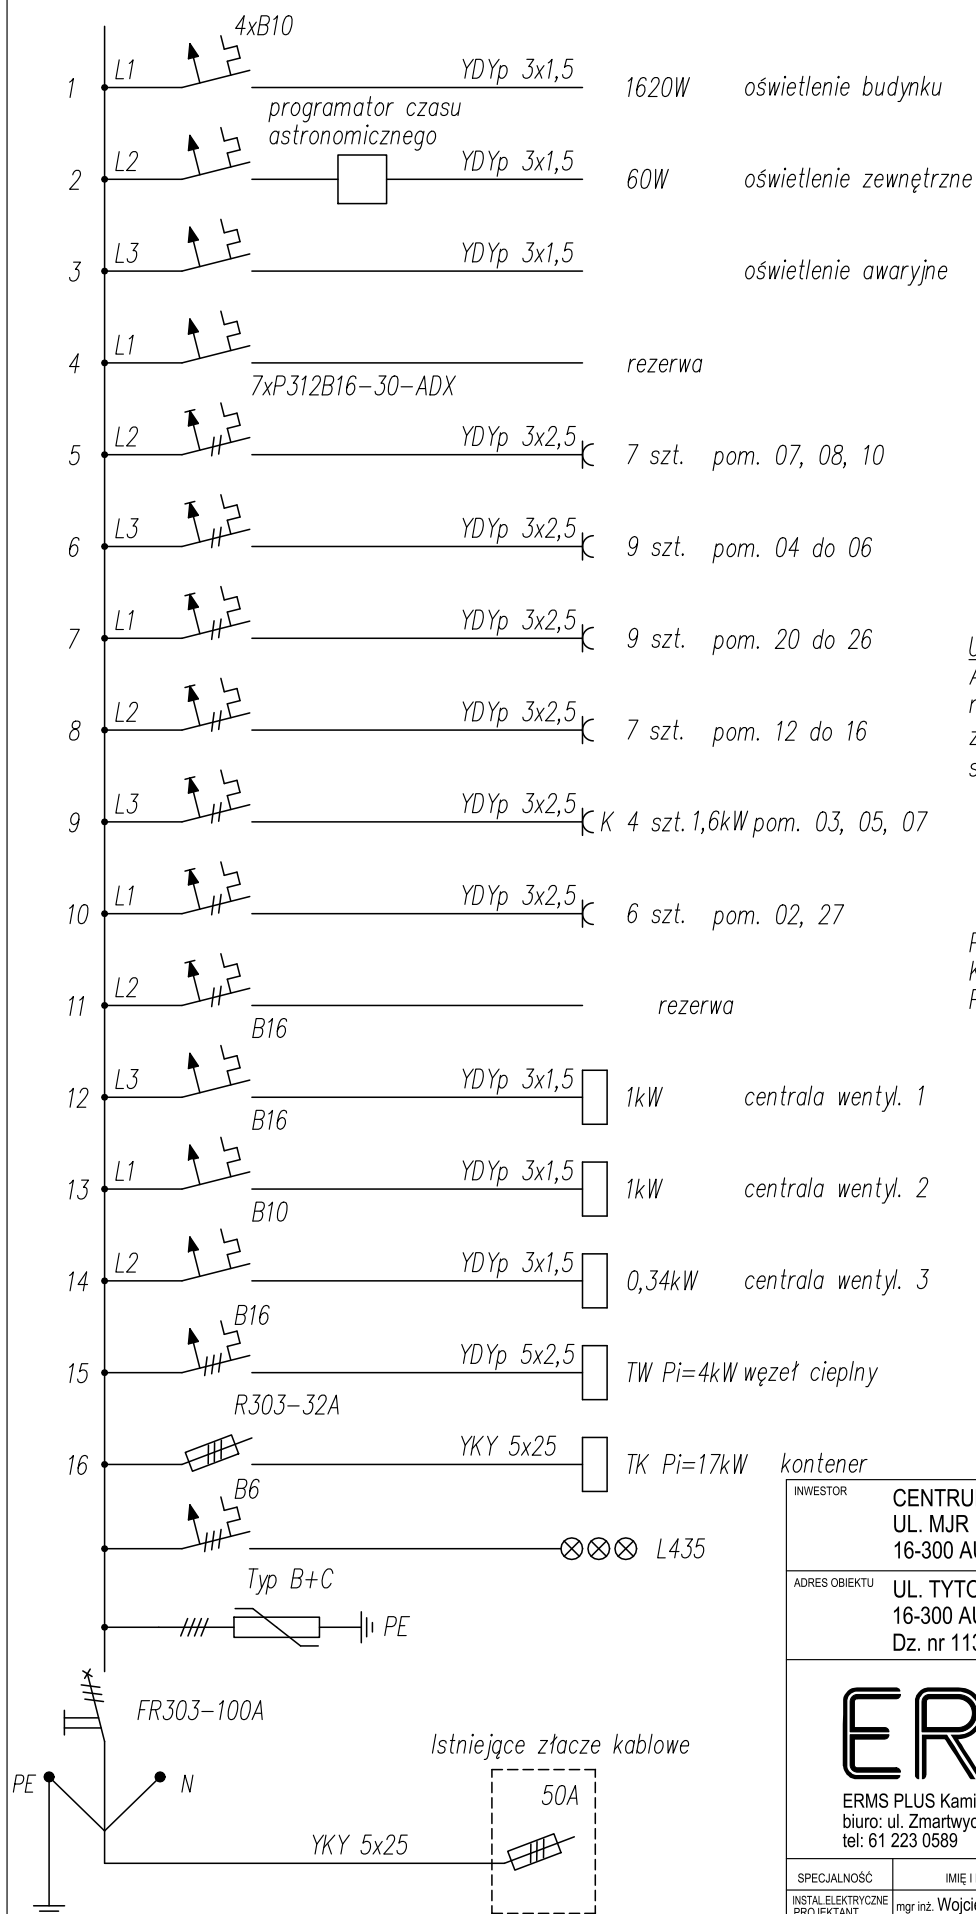 4xB10
1 L1 YDYp 3x1,5 1620W oświetlenie budynku
programator czasu
astronomicznego
2 L2 YDYp 3x1,5 60W oświetlenie zewnętrzne
3 L3 YDYp 3x1,5 oświetlenie awaryjne
4 L1 rezerwa
7xP312B16-30-ADX
5 L2 YDYp 3x2,5 7 szt. pom. 07, 08, 10
6 L3 YDYp 3x2,5 9 szt. pom. 04 do 06
7 L1 YDYp 3x2,5 9 szt. pom. 20 do 26
8 L2 YDYp 3x2,5 7 szt. pom. 12 do 16
9 L3 YDYp 3x2,5 K 4 szt. 1,6kW pom. 03, 05, 07
10 L1 YDYp 3x2,5 6 szt. pom. 02, 27
11 L2 rezerwa
B16
12 L3 YDYp 3x1,5 1kW centrala wentyl. 1
B16
13 L1 YDYp 3x1,5 1kW centrala wentyl. 2
B10
14 L2 YDYp 3x1,5 0,34kW centrala wentyl. 3
B16
15 YDYp 5x2,5 TW Pi=4kW węzeł cieplny
R303-32A
16 YKY 5x25 TK Pi=17kW kontener
B6
L435
Typ B+C
PE
FR303-100A
PE N
Istniejące złacze kablowe
50A
YKY 5x25
INWESTOR
CENTRU
UL. MJR
16-300 AU
ADRES OBIEKTU
UL. TYTO
16-300 AU
Dz. nr 113
ER
ERMS PLUS Kami
biuro: ul. Zmartwyc
tel: 61 223 0589
SPECJALNOŚĆ IMIĘ I
INSTAL.ELEKTRYCZNE
PROJEKTANT
mgr inż. Wojcie